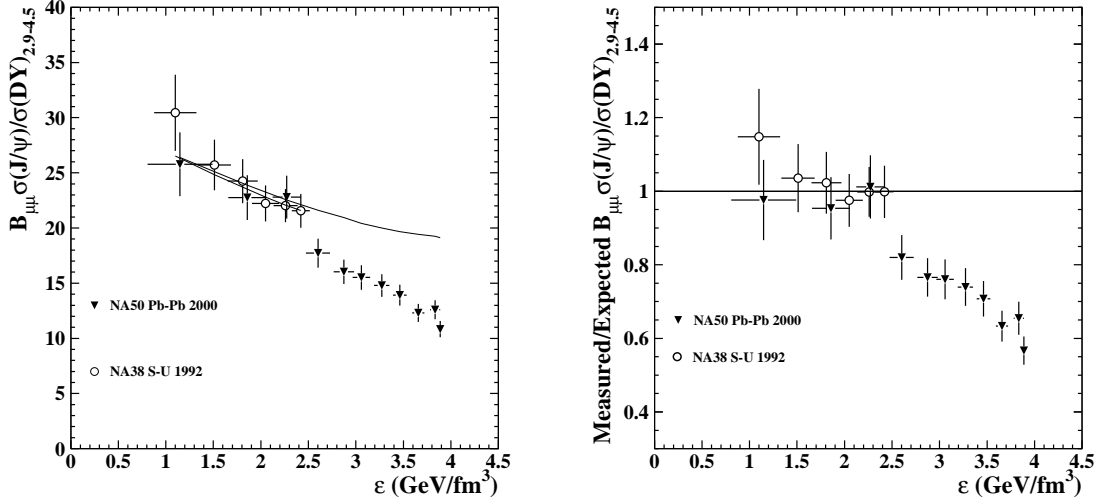 B_μμ σ(J/ψ)/σ(DY)_2.9-4.5
40
35
30
25
20
15
10
5
0
NA50 Pb-Pb 2000
NA38 S-U 1992
0 0.5 1 1.5 2 2.5 3 3.5 4 4.5
ε (GeV/fm³)
Measured/Expected B_μμ σ(J/ψ)/σ(DY)_2.9-4.5
1.4
1.2
1
0.8
0.6
0.4
NA50 Pb-Pb 2000
NA38 S-U 1992
0 0.5 1 1.5 2 2.5 3 3.5 4 4.5
ε (GeV/fm³)